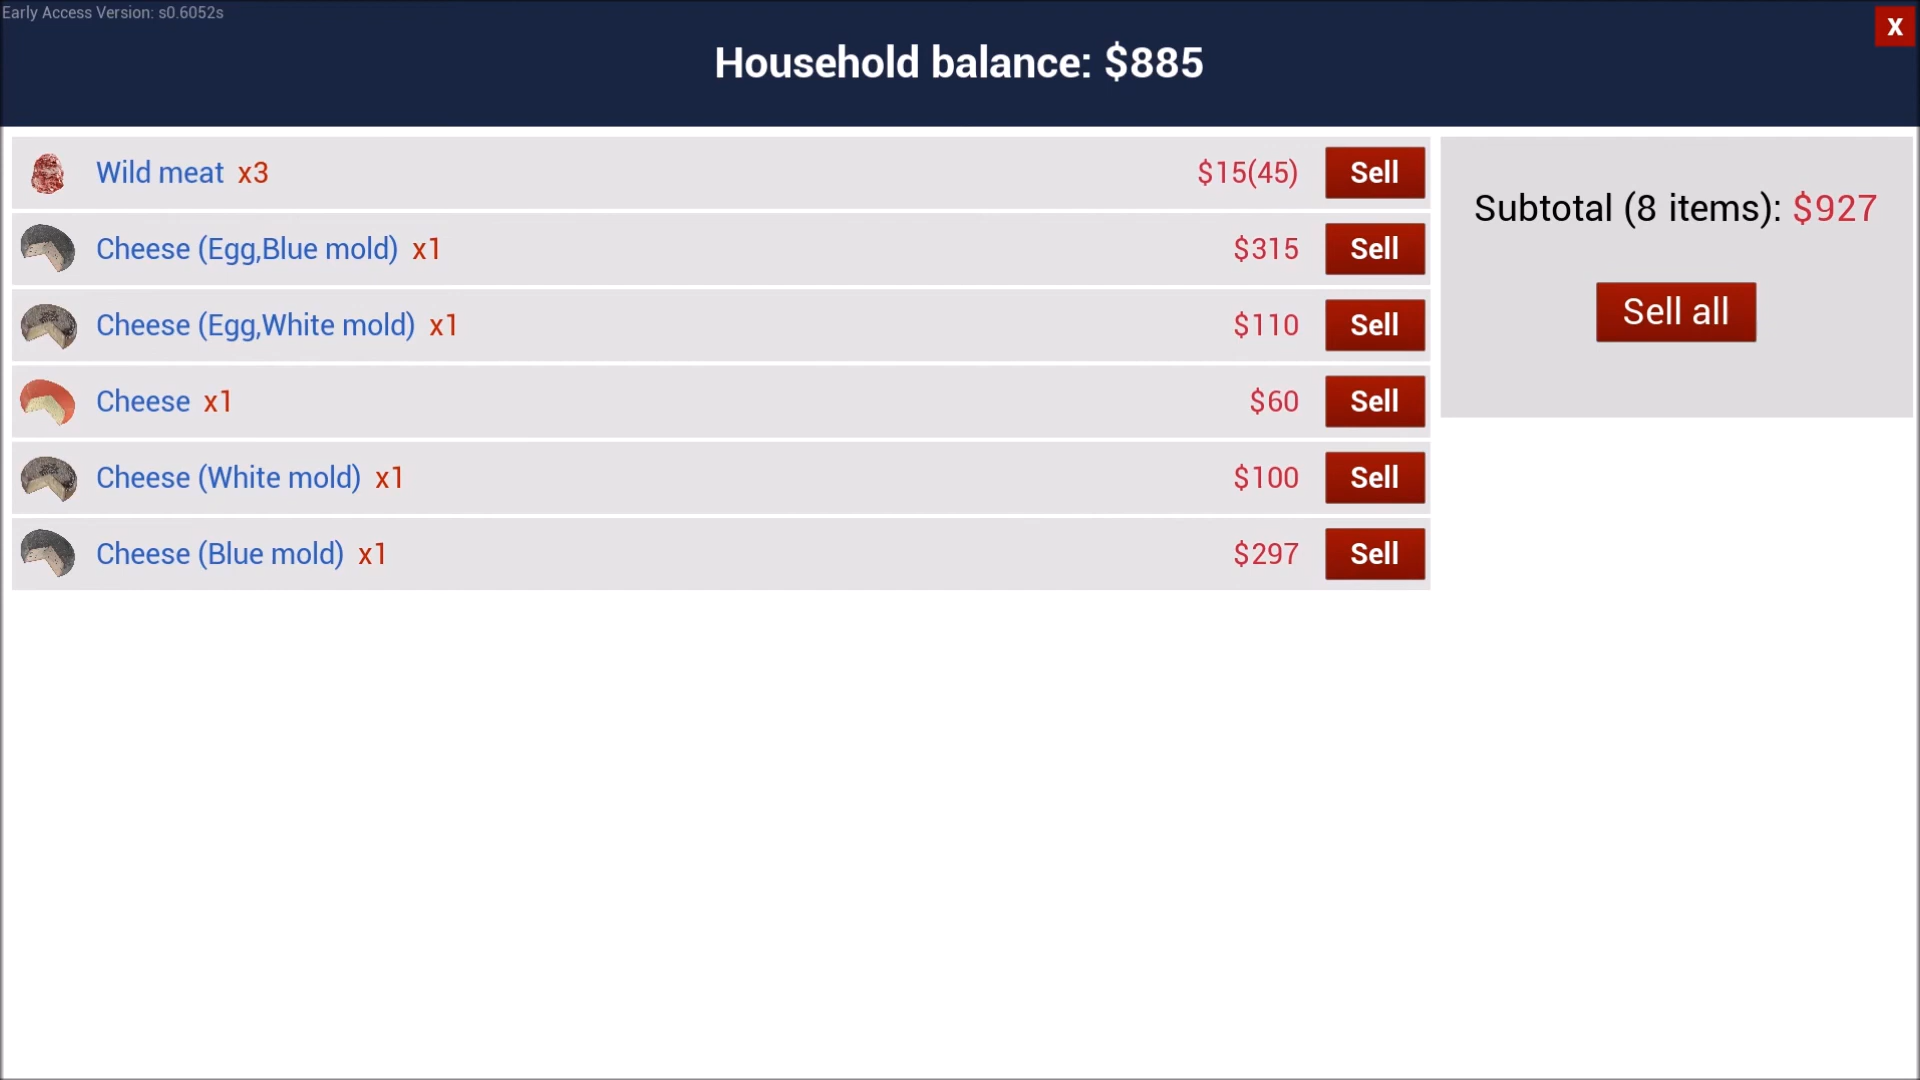 Early Access Version: s0.6052s
X
Household balance: $885
Wild meat x3 $15(45) Sell
Cheese (Egg,Blue mold) x1 $315 Sell
Cheese (Egg,White mold) x1 $110 Sell
Cheese x1 $60 Sell
Cheese (White mold) x1 $100 Sell
Cheese (Blue mold) x1 $297 Sell
Subtotal (8 items): $927
Sell all